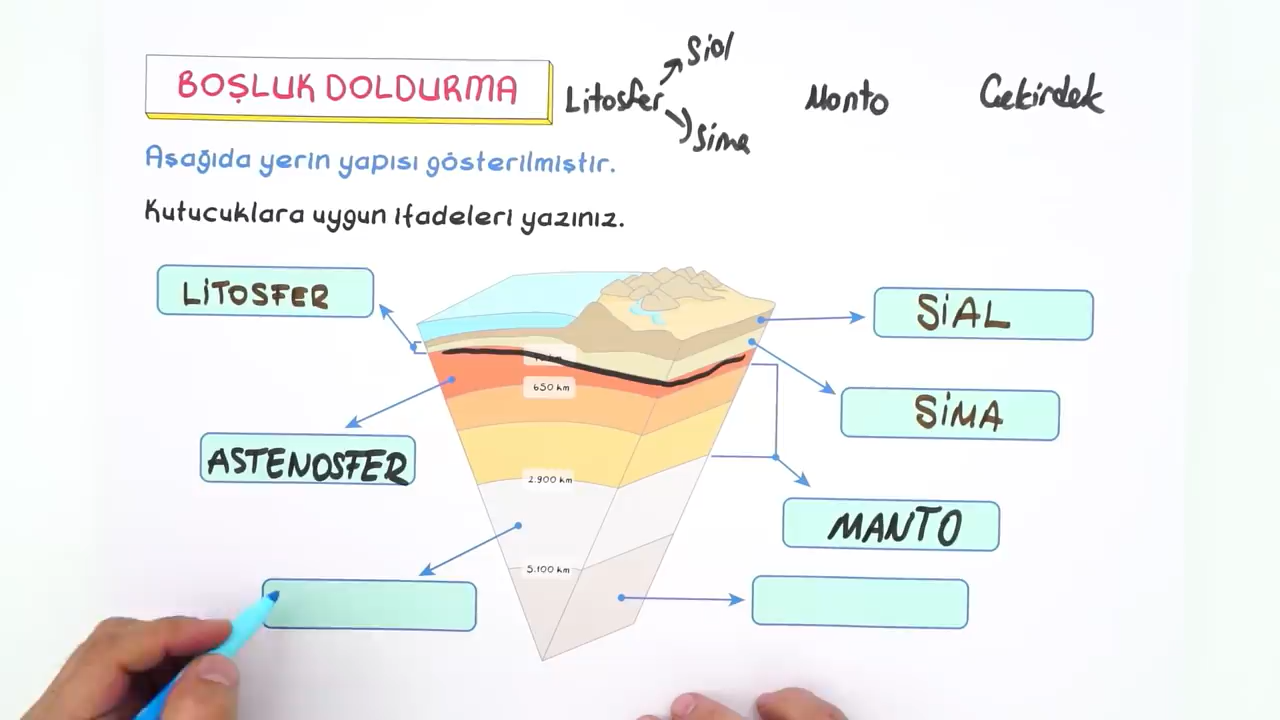 BOŞLUK DOLDURMA
Litosfer
Sial
Sima
Manto
Çekirdek
Aşağıda yerin yapısı gösterilmiştir.
Kutucuklara uygun ifadeleri yazınız.
LİTOSFER
SİAL
650 km
SİMA
ASTENOSFER
2.900 km
MANTO
5.100 km